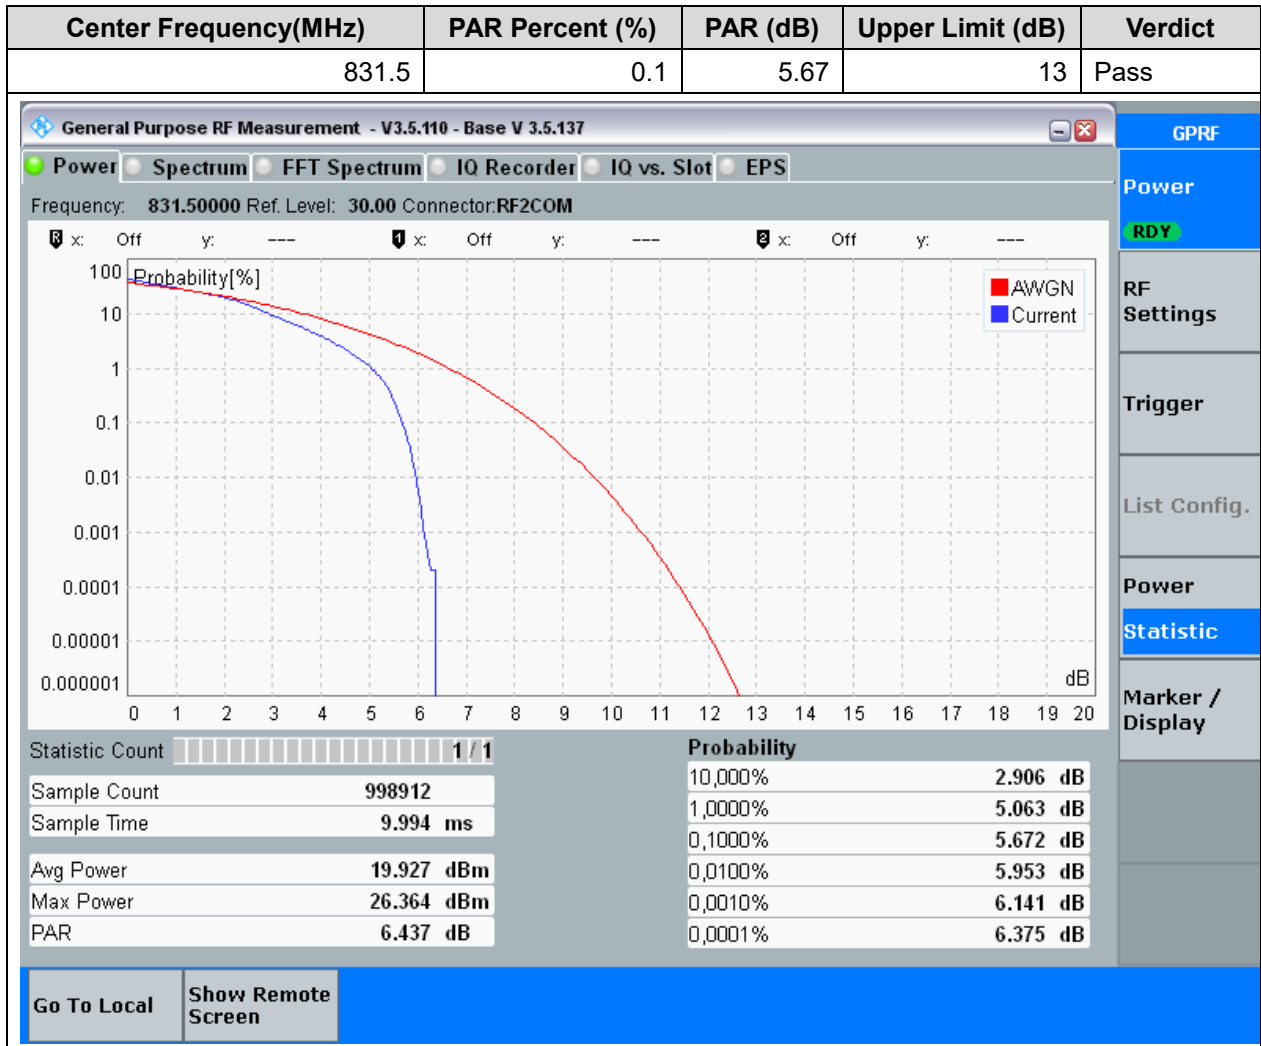 Center Frequency(MHz) PAR Percent (%) PAR (dB) Upper Limit (dB) Verdict
831.5 0.1 5.67 13 Pass
General Purpose RF Measurement - V3.5.110 - Base V 3.5.137
GPRF
Power Spectrum FFT Spectrum IQ Recorder IQ vs. Slot EPS
Power
RDY
Frequency: 831.50000 Ref. Level: 30.00 Connector:RF2COM
R x: Off y: --- 1 x: Off y: --- 2 x: Off y: ---
Probability[%]
AWGN
Current
100
10
1
0.1
0.01
0.001
0.0001
0.00001
0.000001
dB
0 1 2 3 4 5 6 7 8 9 10 11 12 13 14 15 16 17 18 19 20
RF
Settings
Trigger
List Config.
Power
Statistic
Marker /
Display
Statistic Count 1 / 1
Sample Count 998912
Sample Time 9.994 ms
Avg Power 19.927 dBm
Max Power 26.364 dBm
PAR 6.437 dB
Probability
10,000% 2.906 dB
1,0000% 5.063 dB
0,1000% 5.672 dB
0,0100% 5.953 dB
0,0010% 6.141 dB
0,0001% 6.375 dB
Go To Local
Show Remote
Screen